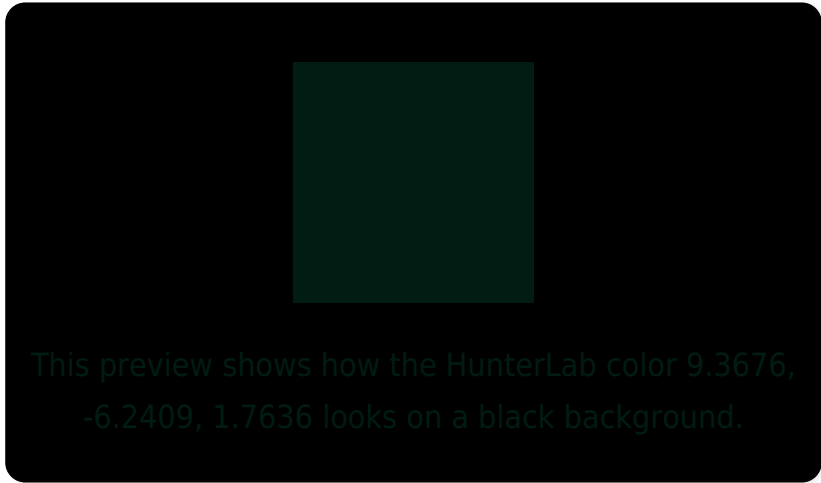 This preview shows how the HunterLab color 9.3676,
-6.2409, 1.7636 looks on a black background.